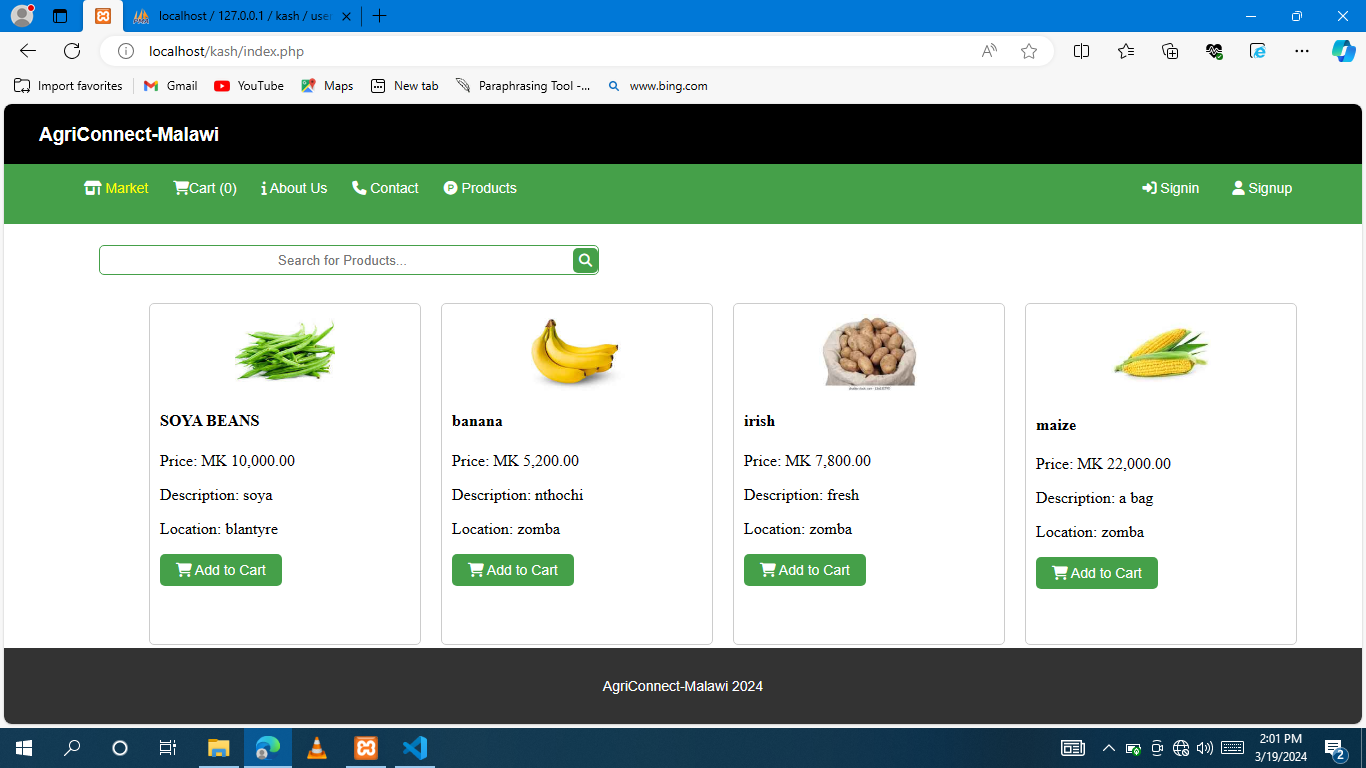 localhost / 127.0.0.1 / kash / user
localhost/kash/index.php
Import favorites
Gmail
YouTube
Maps
New tab
Paraphrasing Tool -...
www.bing.com
AgriConnect-Malawi
Market
Cart (0)
About Us
Contact
Products
Signin
Signup
Search for Products...
SOYA BEANS
Price: MK 10,000.00
Description: soya
Location: blantyre
Add to Cart
banana
Price: MK 5,200.00
Description: nthochi
Location: zomba
Add to Cart
irish
Price: MK 7,800.00
Description: fresh
Location: zomba
Add to Cart
maize
Price: MK 22,000.00
Description: a bag
Location: zomba
Add to Cart
AgriConnect-Malawi 2024
2:01 PM
3/19/2024
2